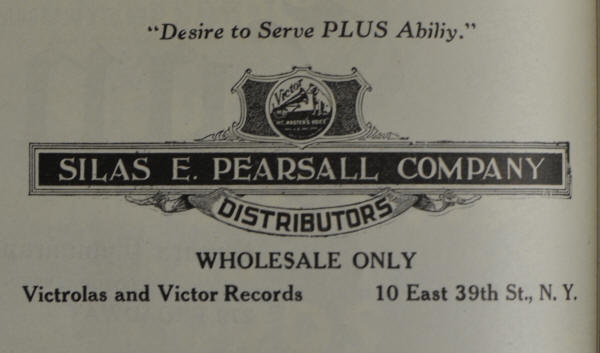 "Desire to Serve PLUS Abiliy."
Victor
HIS MASTER'S VOICE
SILAS E. PEARSALL COMPANY
DISTRIBUTORS
WHOLESALE ONLY
Victrolas and Victor Records 10 East 39th St., N. Y.